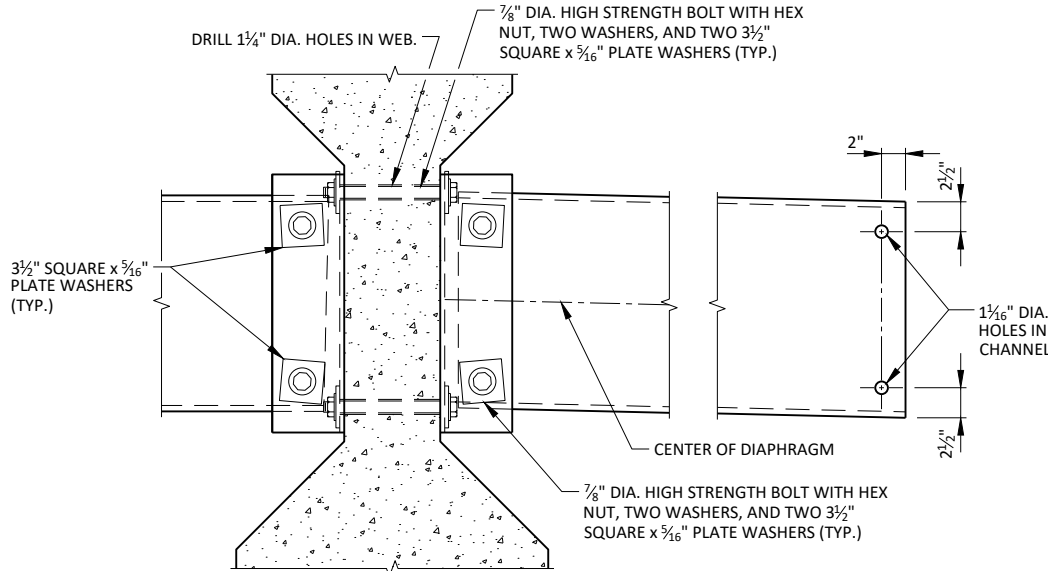 ⅞" DIA. HIGH STRENGTH BOLT WITH HEX
NUT, TWO WASHERS, AND TWO 3½"
SQUARE x 5⁄16" PLATE WASHERS (TYP.)
DRILL 1¼" DIA. HOLES IN WEB.
2"
2½"
3½" SQUARE x 5⁄16"
PLATE WASHERS
(TYP.)
1 1⁄16" DIA.
HOLES IN
CHANNEL
CENTER OF DIAPHRAGM
2½"
⅞" DIA. HIGH STRENGTH BOLT WITH HEX
NUT, TWO WASHERS, AND TWO 3½"
SQUARE x 5⁄16" PLATE WASHERS (TYP.)